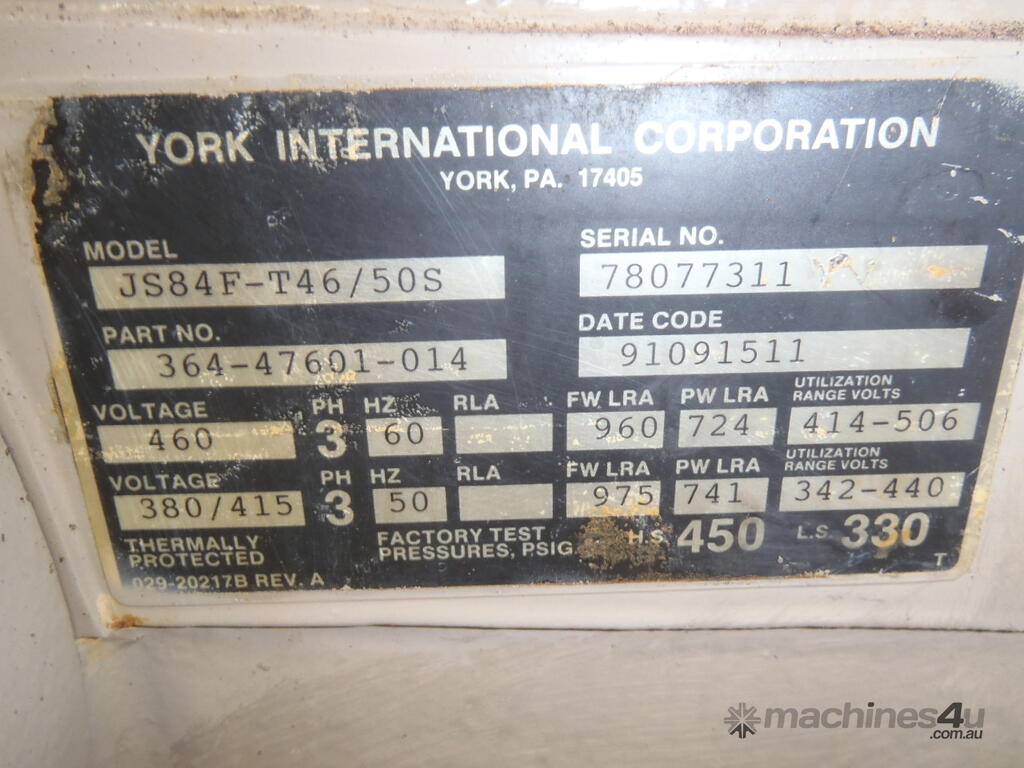 YORK INTERNATIONAL CORPORATION
YORK, PA. 17405
MODEL
JS84F-T46/50S
SERIAL NO.
78077311
PART NO.
364-47601-014
DATE CODE
91091511
VOLTAGE PH HZ RLA FW LRA PW LRA UTILIZATION RANGE VOLTS
460 3 60 960 724 414-506
VOLTAGE PH HZ RLA FW LRA PW LRA UTILIZATION RANGE VOLTS
380/415 3 50 975 741 342-440
THERMALLY PROTECTED
FACTORY TEST PRESSURES, PSIG H.S. 450 L.S. 330
029-20217B REV. A
T
machines4u
.com.au